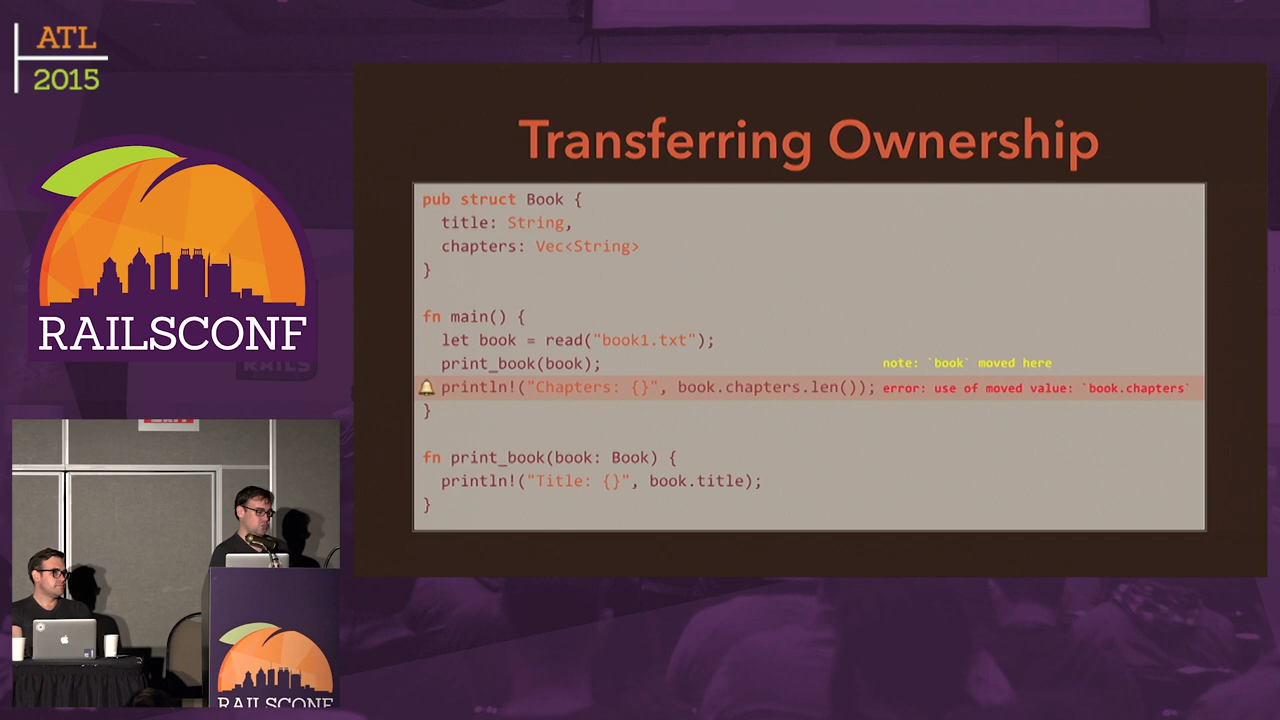 ATL
2015
RAILSCONF
RAILS
Transferring Ownership
pub struct Book {
title: String,
chapters: Vec<String>
}
fn main() {
let book = read("book1.txt");
print_book(book); note: `book` moved here
println!("Chapters: {}", book.chapters.len()); error: use of moved value: `book.chapters`
}
fn print_book(book: Book) {
println!("Title: {}", book.title);
}
RAILSCONF